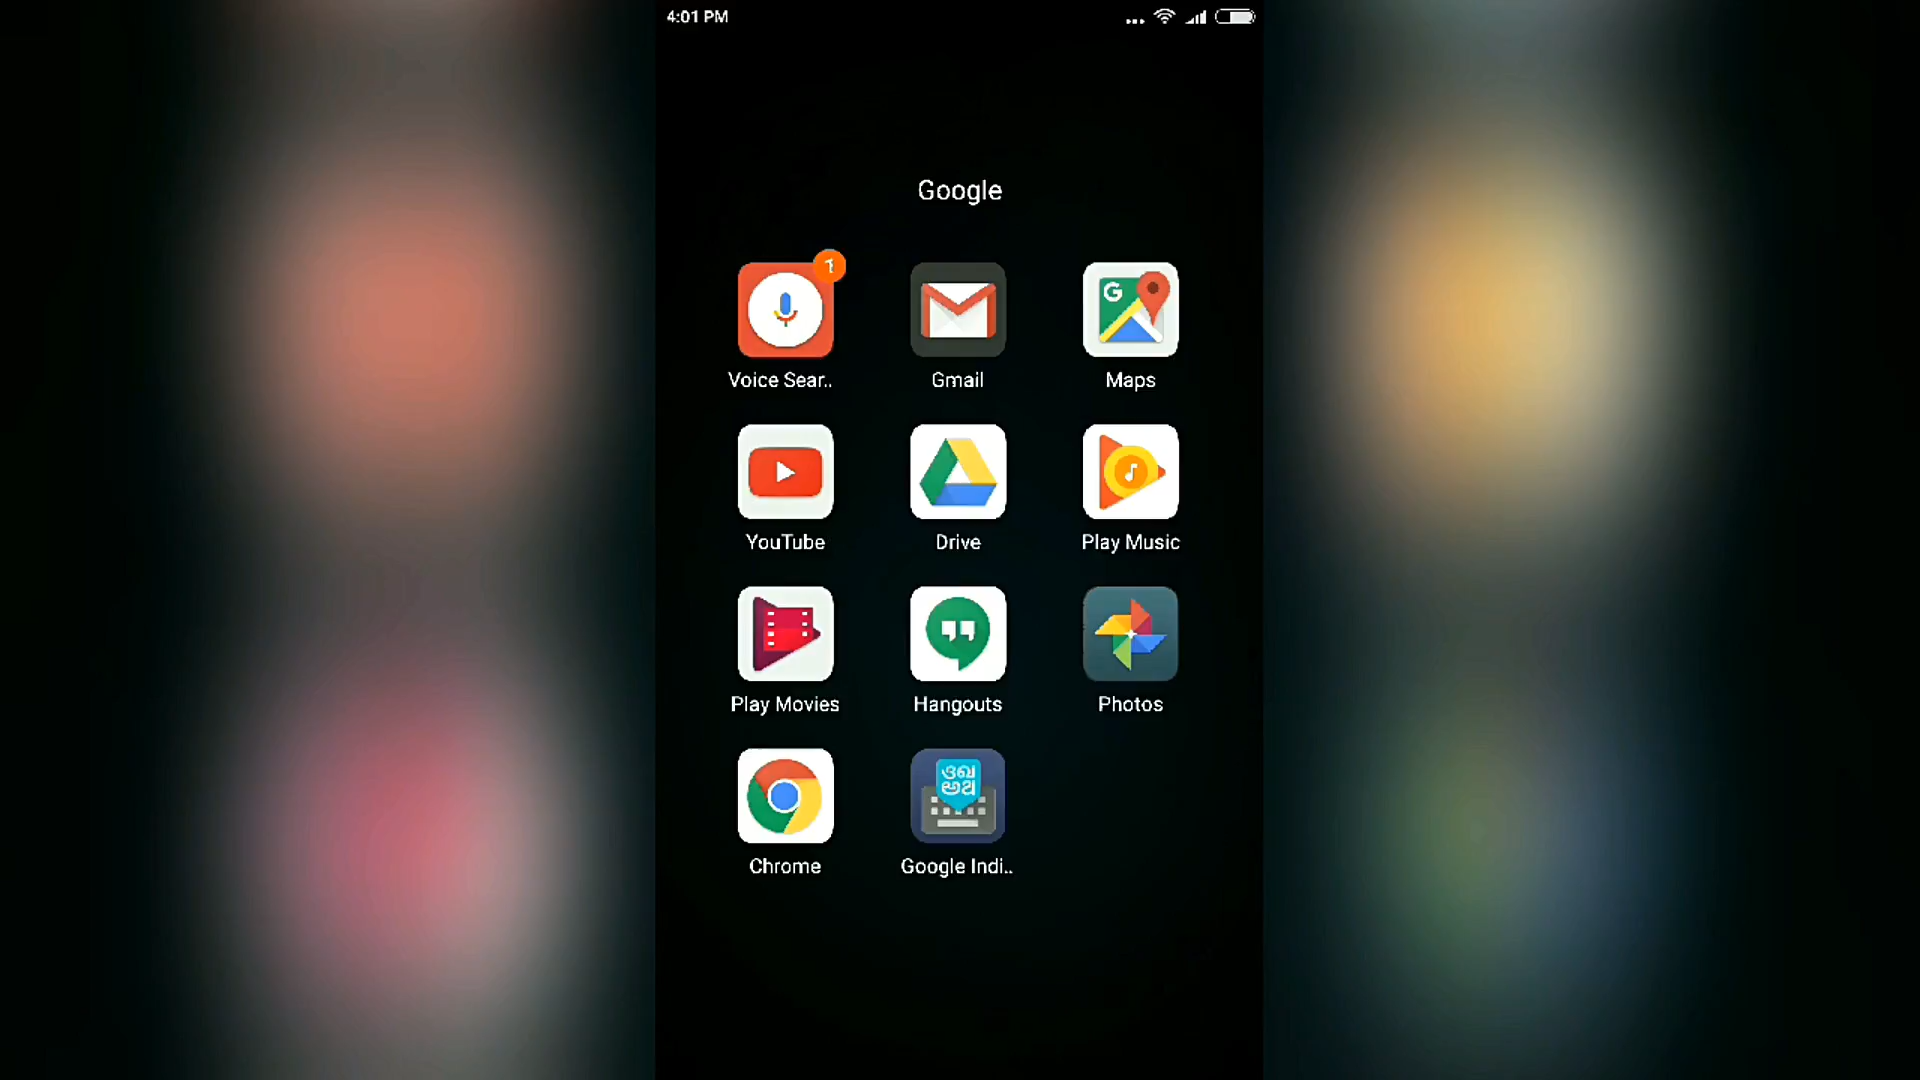 4:01 PM
Google
1
Voice Sear..
Gmail
G
Maps
YouTube
Drive
Play Music
Play Movies
Hangouts
Photos
Chrome
Google Indi..